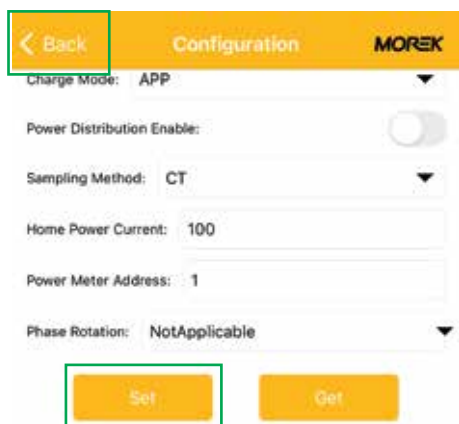 Back Configuration MOREK
Charge Mode: APP
Power Distribution Enable:
Sampling Method: CT
Home Power Current: 100
Power Meter Address: 1
Phase Rotation: NotApplicable
Set Get